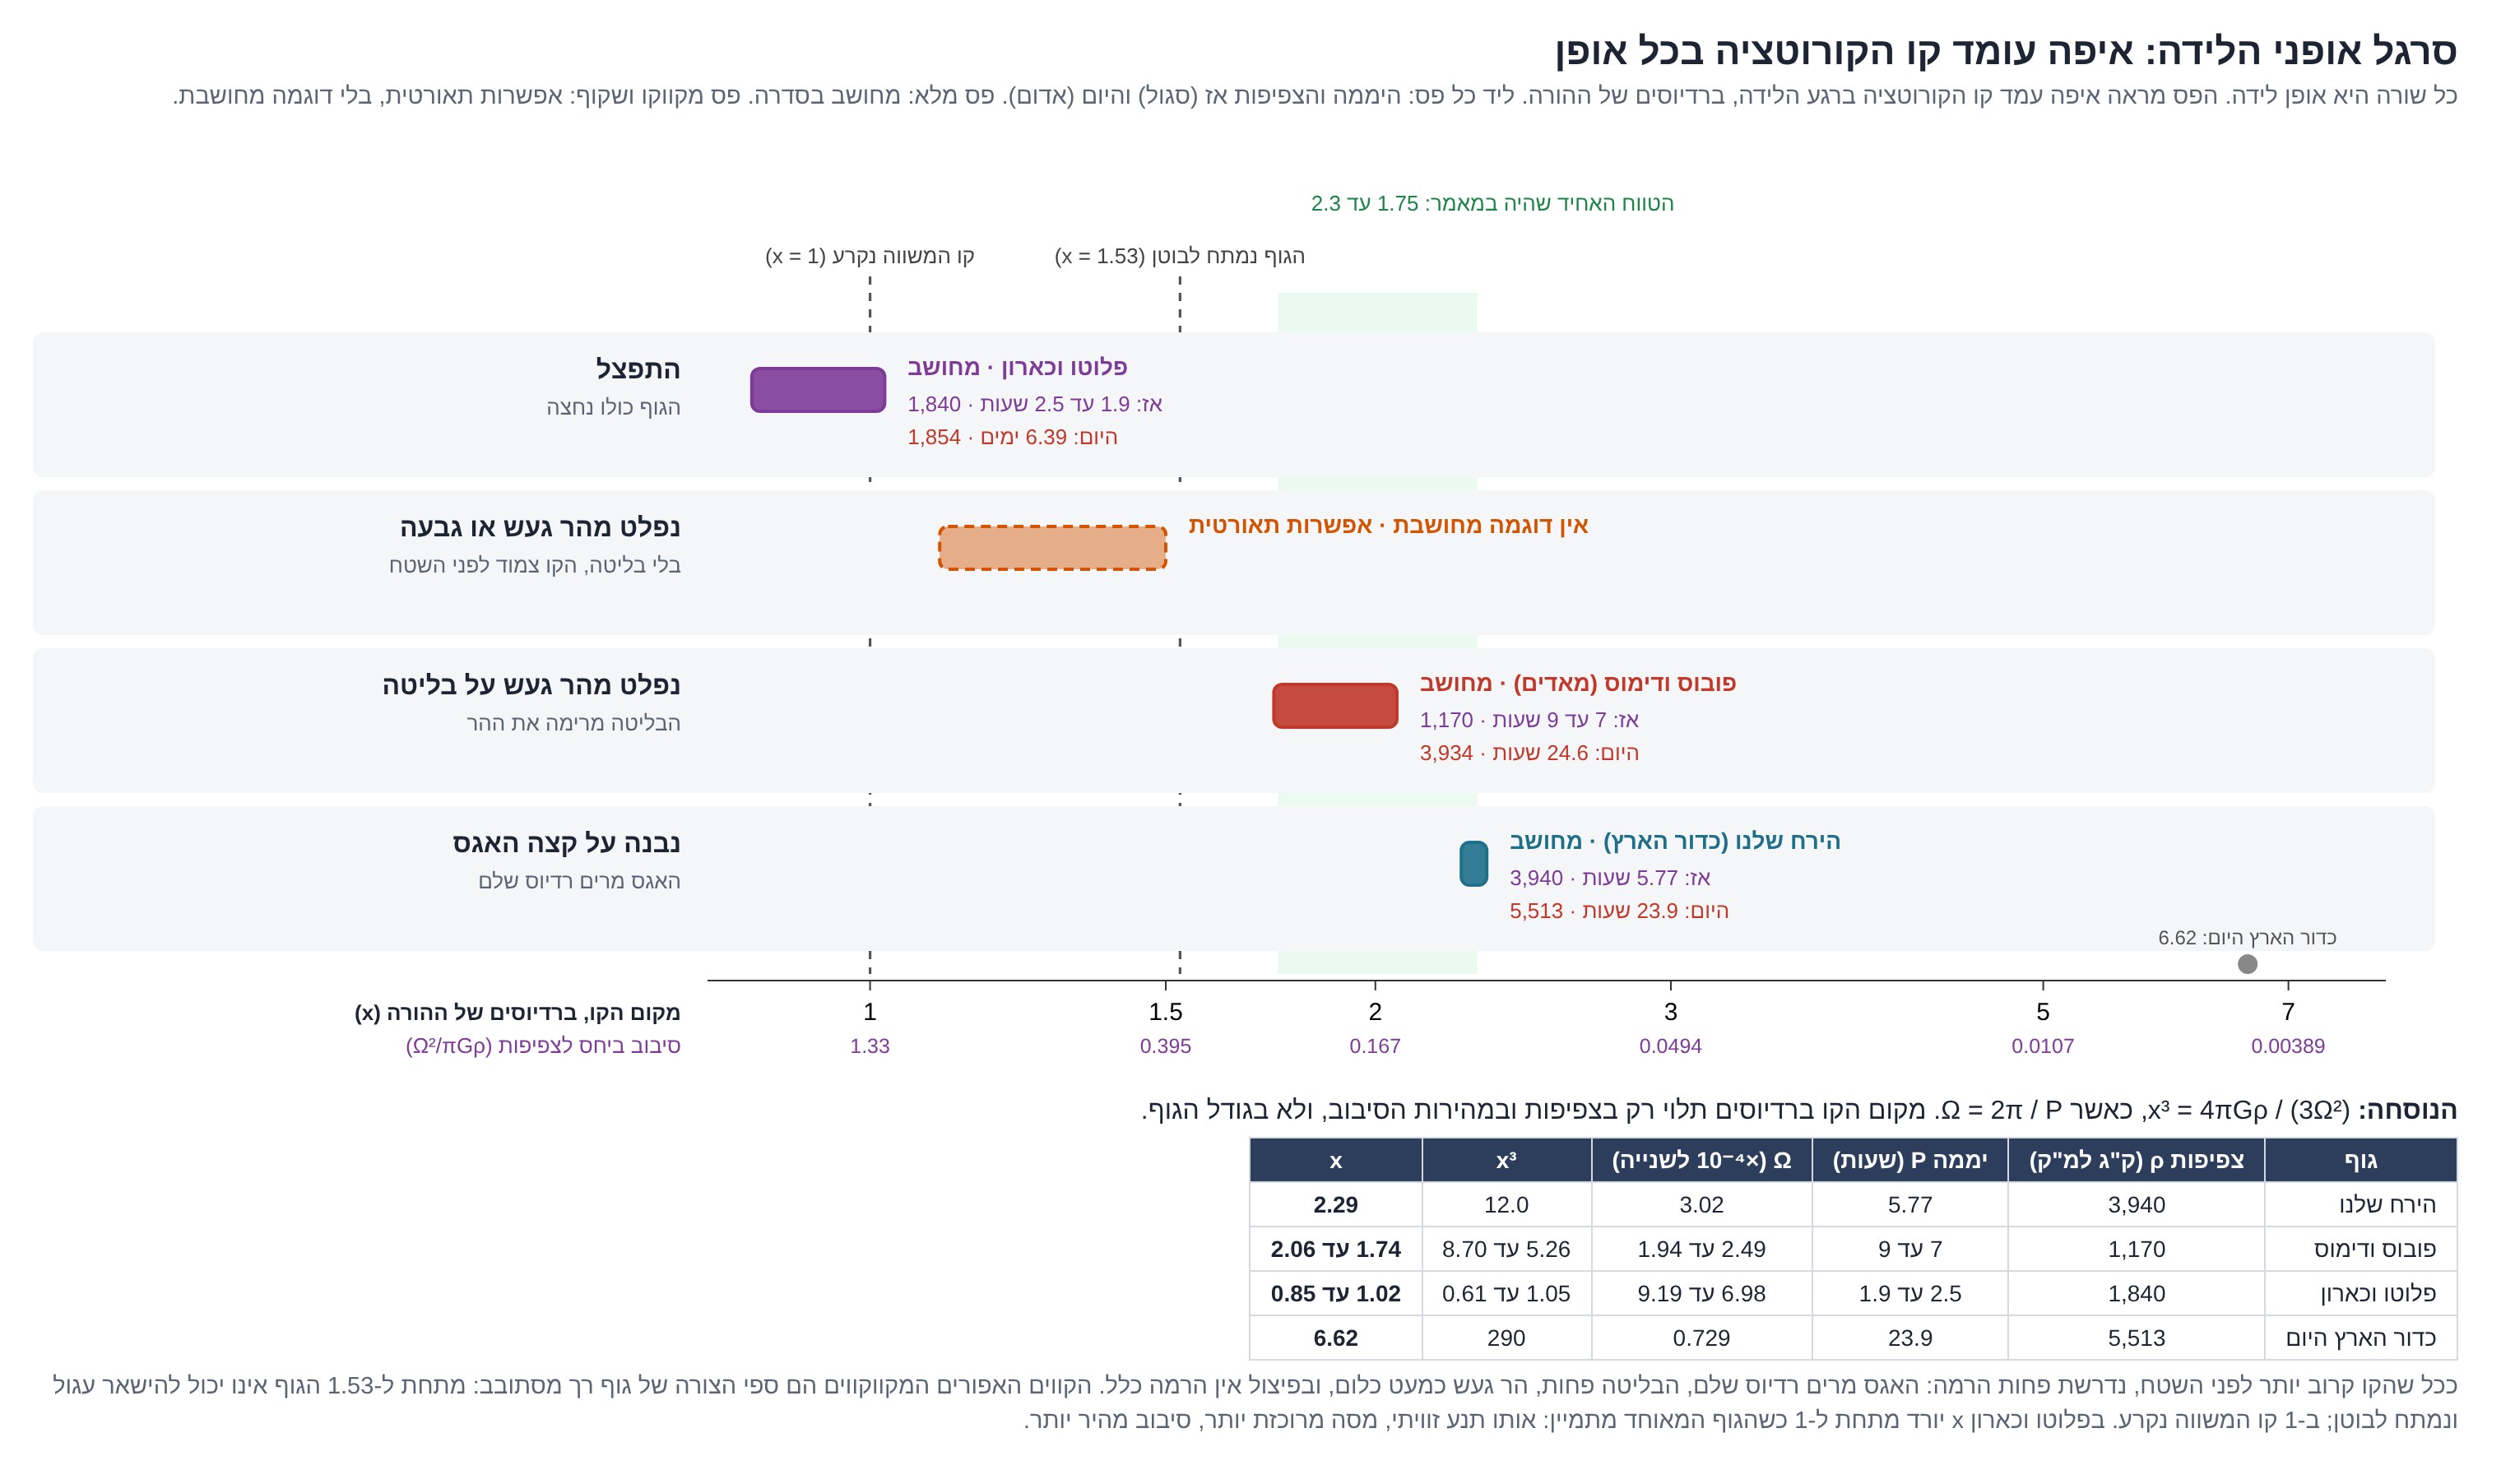 סרגל אופני הלידה: איפה עומד קו הקורוטציה בכל אופן
כל שורה היא אופן לידה. הפס מראה איפה עמד קו הקורוטציה ברגע הלידה, ברדיוסים של ההורה. ליד כל פס: היממה והצפיפות אז (סגול) והיום (אדום). פס מלא: מחושב בסדרה. פס מקווקו ושקוף: אפשרות תאורטית, בלי דוגמה מחושבת.
הטווח האחיד שהיה במאמר: 1.75 עד 2.3
הגוף נמתח לבוטן (x = 1.53)
קו המשווה נקרע (x = 1)
התפצל
הגוף כולו נחצה
פלוטו וכארון · מחושב
אז: 1.9 עד 2.5 שעות · 1,840
היום: 6.39 ימים · 1,854
נפלט מהר געש או גבעה
בלי בליטה, הקו צמוד לפני השטח
אין דוגמה מחושבת · אפשרות תאורטית
נפלט מהר געש על בליטה
הבליטה מרימה את ההר
פובוס ודימוס (מאדים) · מחושב
אז: 7 עד 9 שעות · 1,170
היום: 24.6 שעות · 3,934
נבנה על קצה האגס
האגס מרים רדיוס שלם
הירח שלנו (כדור הארץ) · מחושב
אז: 5.77 שעות · 3,940
היום: 23.9 שעות · 5,513
כדור הארץ היום: 6.62
מקום הקו, ברדיוסים של ההורה (x)
1 1.5 2 3 5 7
סיבוב ביחס לצפיפות (Ω²/πGρ)
1.33 0.395 0.167 0.0494 0.0107 0.00389
הנוסחה: x³ = 4πGρ / (3Ω²), כאשר Ω = 2π / P. מקום הקו ברדיוסים תלוי רק בצפיפות ובמהירות הסיבוב, ולא בגודל הגוף.
גוף צפיפות ρ (ק"ג למ"ק) יממה P (שעות) Ω (×10⁻⁴ לשנייה) x³ x
הירח שלנו 3,940 5.77 3.02 12.0 2.29
פובוס ודימוס 1,170 7 עד 9 2.49 עד 1.94 5.26 עד 8.70 1.74 עד 2.06
פלוטו וכארון 1,840 2.5 עד 1.9 6.98 עד 9.19 1.05 עד 0.61 1.02 עד 0.85
כדור הארץ היום 5,513 23.9 0.729 290 6.62
ככל שהקו קרוב יותר לפני השטח, נדרשת פחות הרמה: האגס מרים רדיוס שלם, הבליטה פחות, הר געש כמעט כלום, ובפיצול אין הרמה כלל. הקווים האפורים המקווקווים הם ספי הצורה של גוף רך מסתובב: מתחת ל-1.53 הגוף אינו יכול להישאר עגול
ונמתח לבוטן; ב-1 קו המשווה נקרע. בפלוטו וכארון x יורד מתחת ל-1 כשהגוף המאוחד מתמיין: אותו תנע זוויתי, מסה מרוכזת יותר, סיבוב מהיר יותר.